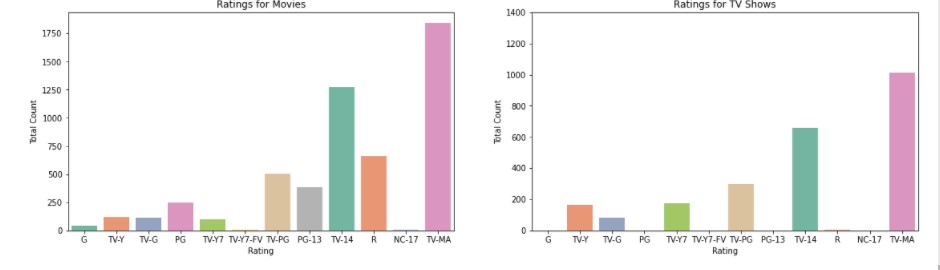 Ratings for Movies
Total Count
1750
1500
1250
1000
750
500
250
0
G TV-Y TV-G PG TV-Y7 TV-Y7-FV TV-PG PG-13 TV-14 R NC-17 TV-MA
Rating
Ratings for TV Shows
Total Count
1400
1200
1000
800
600
400
200
0
G TV-Y TV-G PG TV-Y7 TV-Y7-FV TV-PG PG-13 TV-14 R NC-17 TV-MA
Rating